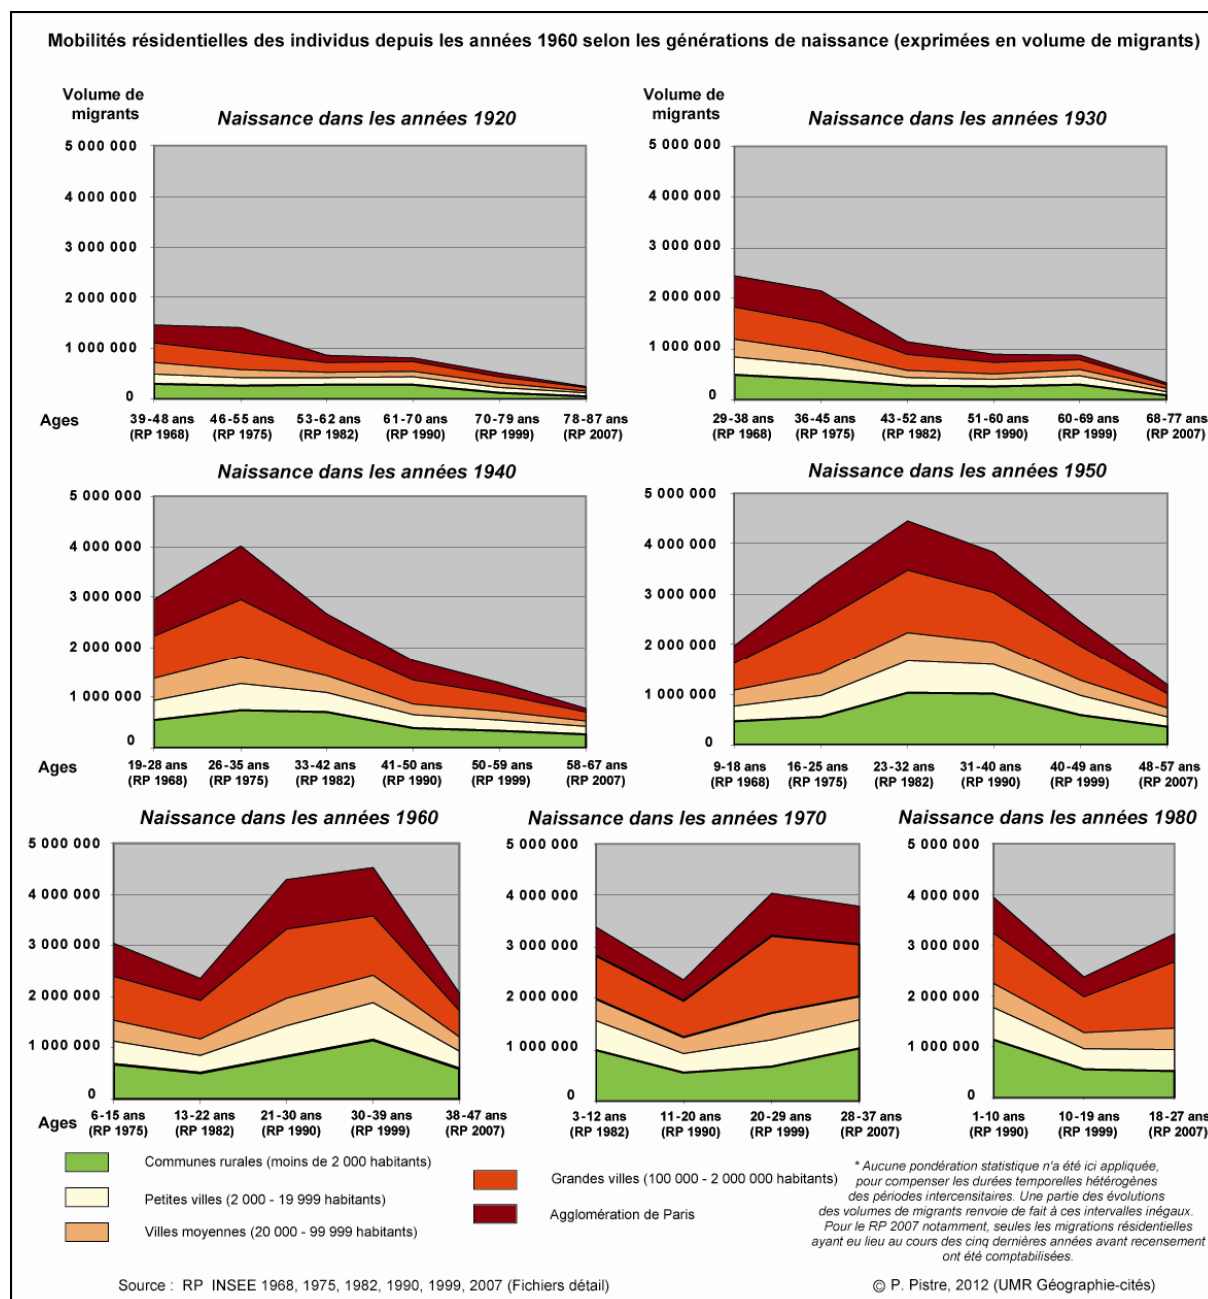 Mobilités résidentielles des individus depuis les années 1960 selon les générations de naissance (exprimées en volume de migrants)
Volume de
migrants
Naissance dans les années 1920
5 000 000
4 000 000
3 000 000
2 000 000
1 000 000
0
Ages
39-48 ans
(RP 1968)
46-55 ans
(RP 1975)
53-62 ans
(RP 1982)
61-70 ans
(RP 1990)
70-79 ans
(RP 1999)
78-87 ans
(RP 2007)
Volume de
migrants
Naissance dans les années 1930
5 000 000
4 000 000
3 000 000
2 000 000
1 000 000
0
29-38 ans
(RP 1968)
36-45 ans
(RP 1975)
43-52 ans
(RP 1982)
51-60 ans
(RP 1990)
60-69 ans
(RP 1999)
68-77 ans
(RP 2007)
Naissance dans les années 1940
5 000 000
4 000 000
3 000 000
2 000 000
1 000 000
0
Ages
19-28 ans
(RP 1968)
26-35 ans
(RP 1975)
33-42 ans
(RP 1982)
41-50 ans
(RP 1990)
50-59 ans
(RP 1999)
58-67 ans
(RP 2007)
Naissance dans les années 1950
5 000 000
4 000 000
3 000 000
2 000 000
1 000 000
0
9-18 ans
(RP 1968)
16-25 ans
(RP 1975)
23-32 ans
(RP 1982)
31-40 ans
(RP 1990)
40-49 ans
(RP 1999)
48-57 ans
(RP 2007)
Naissance dans les années 1960
5 000 000
4 000 000
3 000 000
2 000 000
1 000 000
0
Ages
6-15 ans
(RP 1975)
13-22 ans
(RP 1982)
21-30 ans
(RP 1990)
30-39 ans
(RP 1999)
38-47 ans
(RP 2007)
Naissance dans les années 1970
5 000 000
4 000 000
3 000 000
2 000 000
1 000 000
0
3-12 ans
(RP 1982)
11-20 ans
(RP 1990)
20-29 ans
(RP 1999)
28-37 ans
(RP 2007)
Naissance dans les années 1980
5 000 000
4 000 000
3 000 000
2 000 000
1 000 000
0
1-10 ans
(RP 1990)
10-19 ans
(RP 1999)
18-27 ans
(RP 2007)
Communes rurales (moins de 2 000 habitants)
Petites villes (2 000 - 19 999 habitants)
Villes moyennes (20 000 - 99 999 habitants)
Grandes villes (100 000 - 2 000 000 habitants)
Agglomération de Paris
* Aucune pondération statistique n'a été ici appliquée,
pour compenser les durées temporelles hétérogènes
des périodes intercensitaires. Une partie des évolutions
des volumes de migrants renvoie de fait à ces intervalles inégaux.
Pour le RP 2007 notamment, seules les migrations résidentielles
ayant eu lieu au cours des cinq dernières années avant recensement
ont été comptabilisées.
Source : RP INSEE 1968, 1975, 1982, 1990, 1999, 2007 (Fichiers détail)
© P. Pistre, 2012 (UMR Géographie-cités)